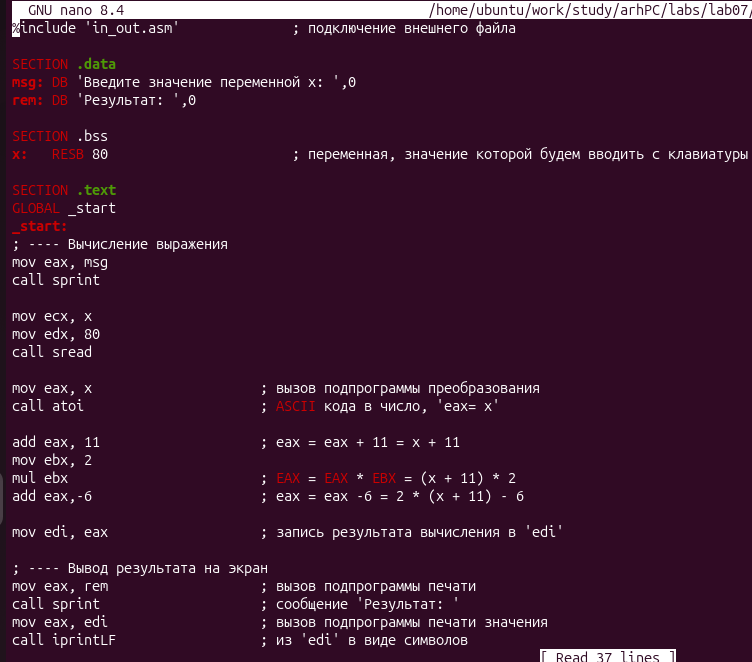 GNU nano 8.4 /home/ubuntu/work/study/arhPC/labs/lab07/
%include 'in_out.asm' ; подключение внешнего файла
SECTION .data
msg: DB 'Введите значение переменной x: ',0
rem: DB 'Результат: ',0
SECTION .bss
x: RESB 80 ; переменная, значение которой будем вводить с клавиатуры
SECTION .text
GLOBAL _start
_start:
; ---- Вычисление выражения
mov eax, msg
call sprint
mov ecx, x
mov edx, 80
call sread
mov eax, x ; вызов подпрограммы преобразования
call atoi ; ASCII кода в число, 'eax= x'
add eax, 11 ; eax = eax + 11 = x + 11
mov ebx, 2
mul ebx ; EAX = EAX * EBX = (x + 11) * 2
add eax,-6 ; eax = eax -6 = 2 * (x + 11) - 6
mov edi, eax ; запись результата вычисления в 'edi'
; ---- Вывод результата на экран
mov eax, rem ; вызов подпрограммы печати
call sprint ; сообщение 'Результат: '
mov eax, edi ; вызов подпрограммы печати значения
call iprintLF ; из 'edi' в виде символов
[ Read 37 lines ]